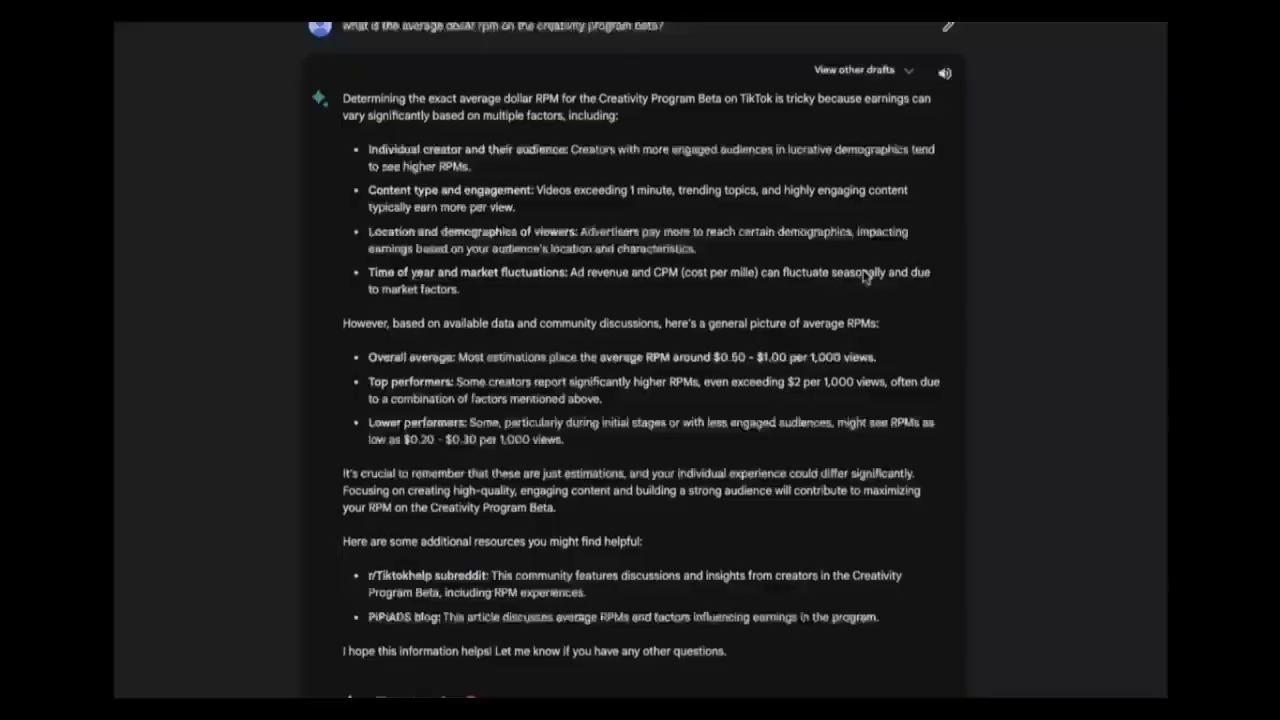 what is the average dollar rpm on the creativity program beta?
View other drafts
Determining the exact average dollar RPM for the Creativity Program Beta on TikTok is tricky because earnings can
vary significantly based on multiple factors, including:
• Individual creator and their audience: Creators with more engaged audiences in lucrative demographics tend
to see higher RPMs.
• Content type and engagement: Videos exceeding 1 minute, trending topics, and highly engaging content
typically earn more per view.
• Location and demographics of viewers: Advertisers pay more to reach certain demographics, impacting
earnings based on your audience's location and characteristics.
• Time of year and market fluctuations: Ad revenue and CPM (cost per mille) can fluctuate seasonally and due
to market factors.
However, based on available data and community discussions, here's a general picture of average RPMs:
• Overall average: Most estimations place the average RPM around $0.50 - $1.00 per 1,000 views.
• Top performers: Some creators report significantly higher RPMs, even exceeding $2 per 1,000 views, often due
to a combination of factors mentioned above.
• Lower performers: Some, particularly during initial stages or with less engaged audiences, might see RPMs as
low as $0.20 - $0.30 per 1,000 views.
It's crucial to remember that these are just estimations, and your individual experience could differ significantly.
Focusing on creating high-quality, engaging content and building a strong audience will contribute to maximizing
your RPM on the Creativity Program Beta.
Here are some additional resources you might find helpful:
• r/Tiktokhelp subreddit: This community features discussions and insights from creators in the Creativity
Program Beta, including RPM experiences.
• PiPiADS blog: This article discusses average RPMs and factors influencing earnings in the program.
I hope this information helps! Let me know if you have any other questions.